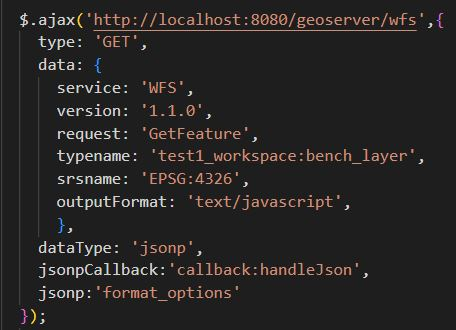 $.ajax('http://localhost:8080/geoserver/wfs',{
type: 'GET',
data: {
service: 'WFS',
version: '1.1.0',
request: 'GetFeature',
typename: 'test1_workspace:bench_layer',
srsname: 'EPSG:4326',
outputFormat: 'text/javascript',
},
dataType: 'jsonp',
jsonpCallback:'callback:handleJson',
jsonp:'format_options'
});